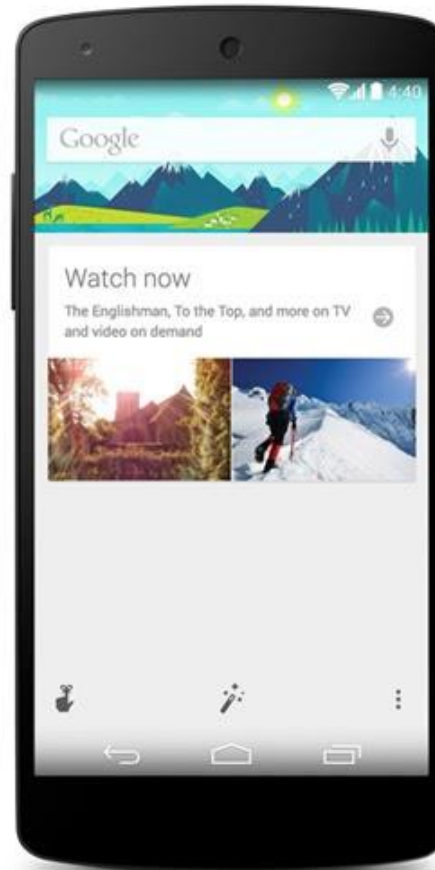 4:40
Google
Watch now
The Englishman, To the Top, and more on TV
and video on demand